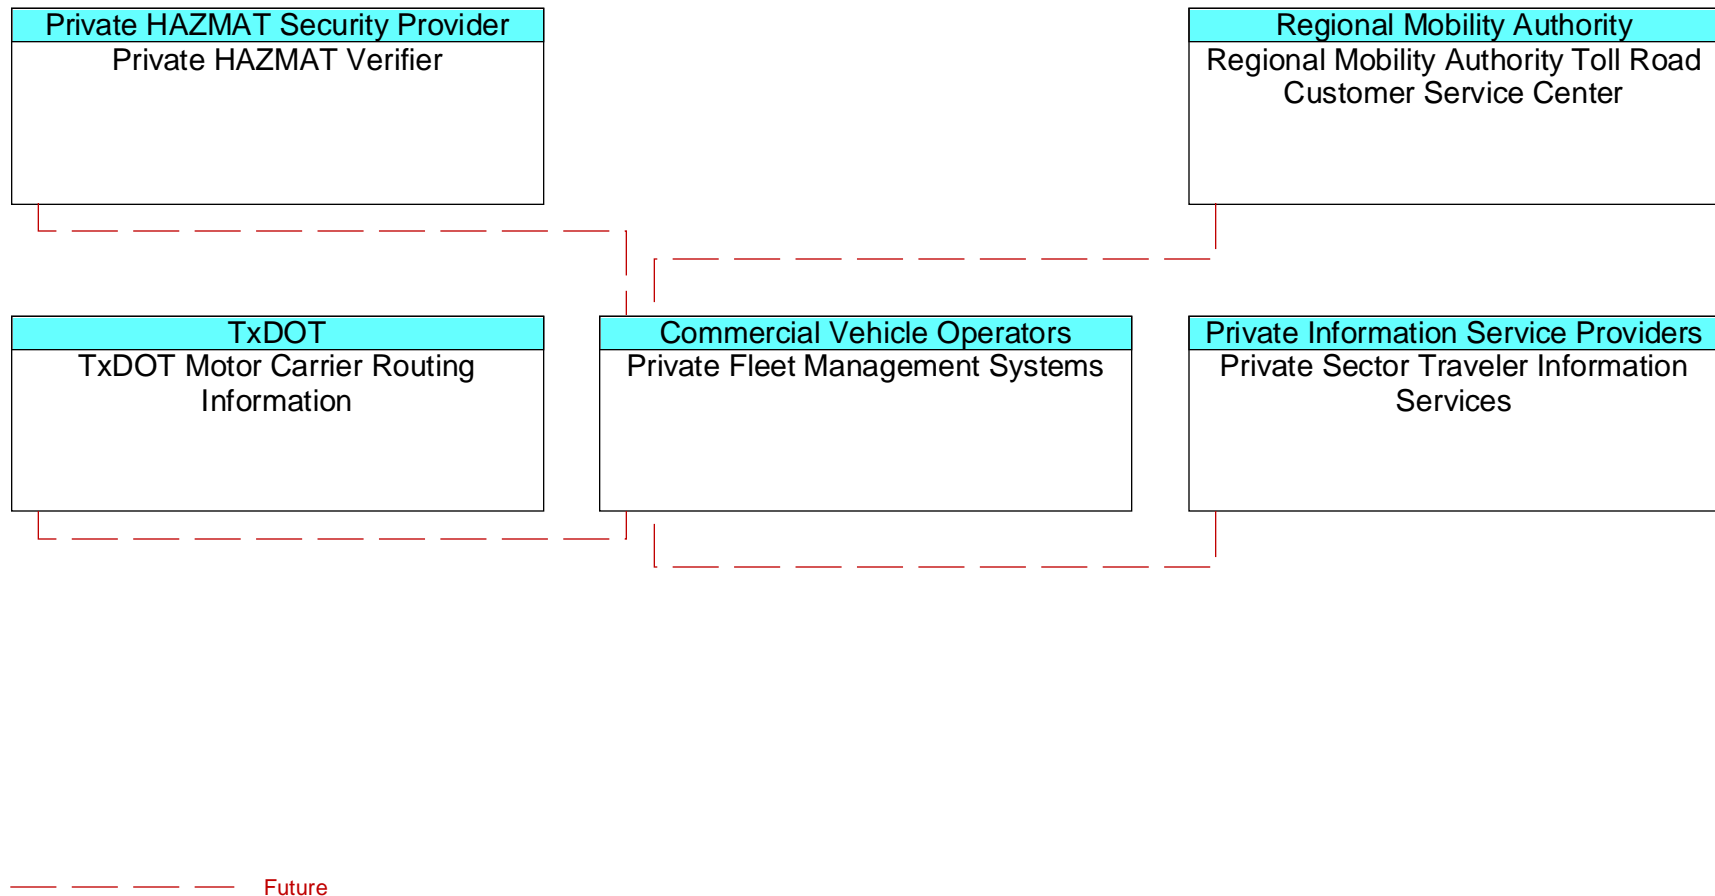 Private HAZMAT Security Provider
Private HAZMAT Verifier
Regional Mobility Authority
Regional Mobility Authority Toll Road
Customer Service Center
TxDOT
TxDOT Motor Carrier Routing
Information
Commercial Vehicle Operators
Private Fleet Management Systems
Private Information Service Providers
Private Sector Traveler Information
Services
Future